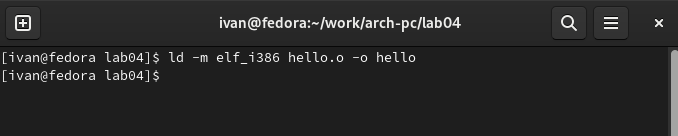 ivan@fedora:~/work/arch-pc/lab04
[ivan@fedora lab04]$ ld -m elf_i386 hello.o -o hello
[ivan@fedora lab04]$